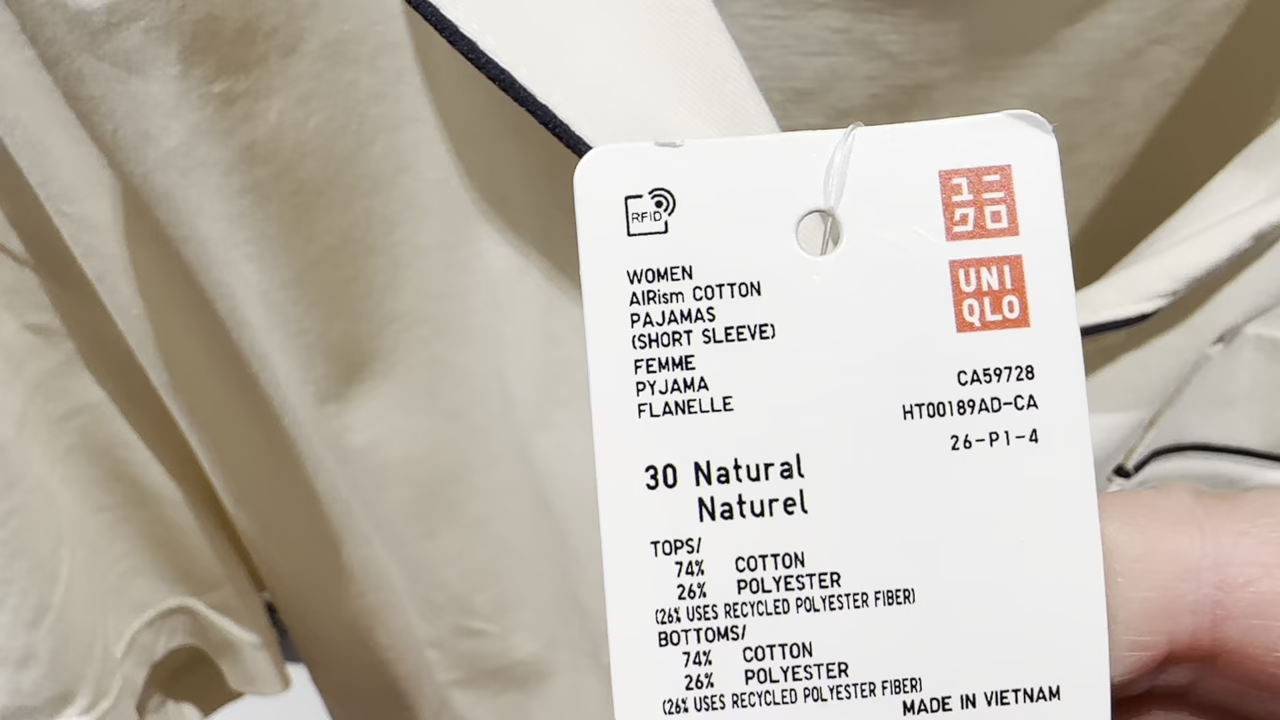 RFID
ユニ
クロ
UNI
QLO
WOMEN
AIRism COTTON
PAJAMAS
(SHORT SLEEVE)
FEMME
PYJAMA
FLANELLE
CA59728
HT00189AD-CA
26-P1-4
30 Natural
Naturel
TOPS/
74% COTTON
26% POLYESTER
(26% USES RECYCLED POLYESTER FIBER)
BOTTOMS/
74% COTTON
26% POLYESTER
(26% USES RECYCLED POLYESTER FIBER)
MADE IN VIETNAM